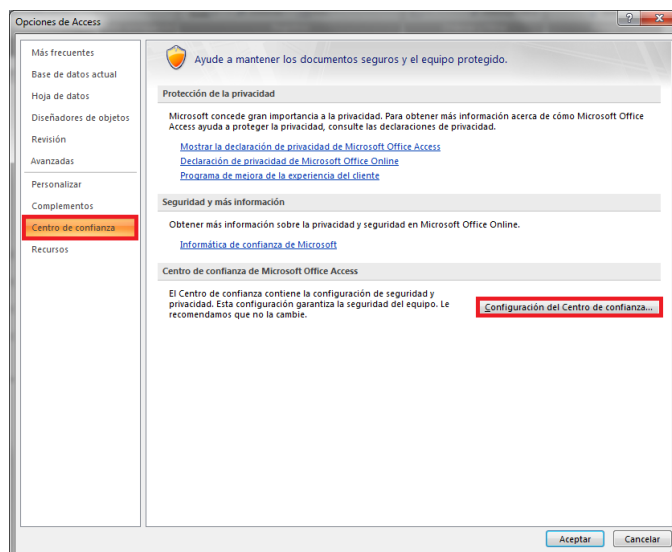 Opciones de Access
Más frecuentes
Base de datos actual
Hoja de datos
Diseñadores de objetos
Revisión
Avanzadas
Personalizar
Complementos
Centro de confianza
Recursos
Ayude a mantener los documentos seguros y el equipo protegido.
Protección de la privacidad
Microsoft concede gran importancia a la privacidad. Para obtener más información acerca de cómo Microsoft Office
Access ayuda a proteger la privacidad, consulte las declaraciones de privacidad.
Mostrar la declaración de privacidad de Microsoft Office Access
Declaración de privacidad de Microsoft Office Online
Programa de mejora de la experiencia del cliente
Seguridad y más información
Obtener más información sobre la privacidad y seguridad en Microsoft Office Online.
Informática de confianza de Microsoft
Centro de confianza de Microsoft Office Access
El Centro de confianza contiene la configuración de seguridad y
privacidad. Esta configuración garantiza la seguridad del equipo. Le
recomendamos que no la cambie.
Configuración del Centro de confianza...
Aceptar
Cancelar